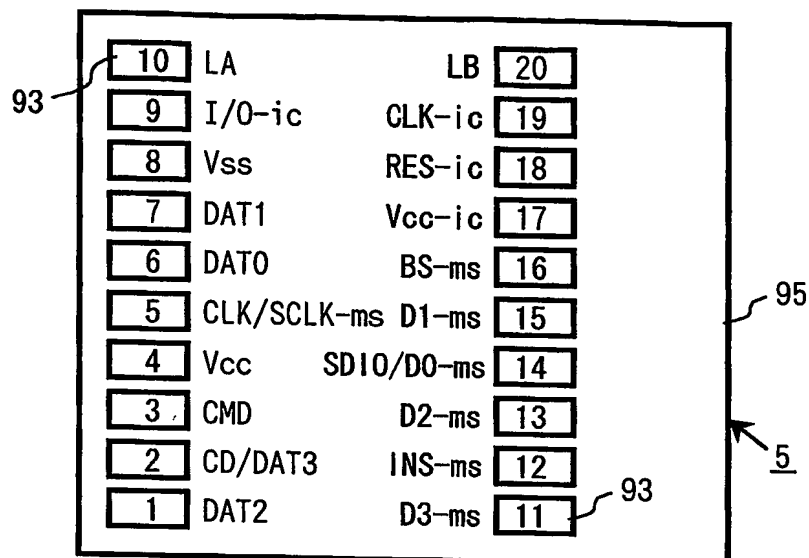 93
10 LA LB 20
9 I/O-ic CLK-ic 19
8 Vss RES-ic 18
7 DAT1 Vcc-ic 17
6 DAT0 BS-ms 16
5 CLK/SCLK-ms D1-ms 15
95
4 Vcc SDIO/D0-ms 14
3 CMD D2-ms 13
2 CD/DAT3 INS-ms 12
5
1 DAT2 D3-ms 11
93